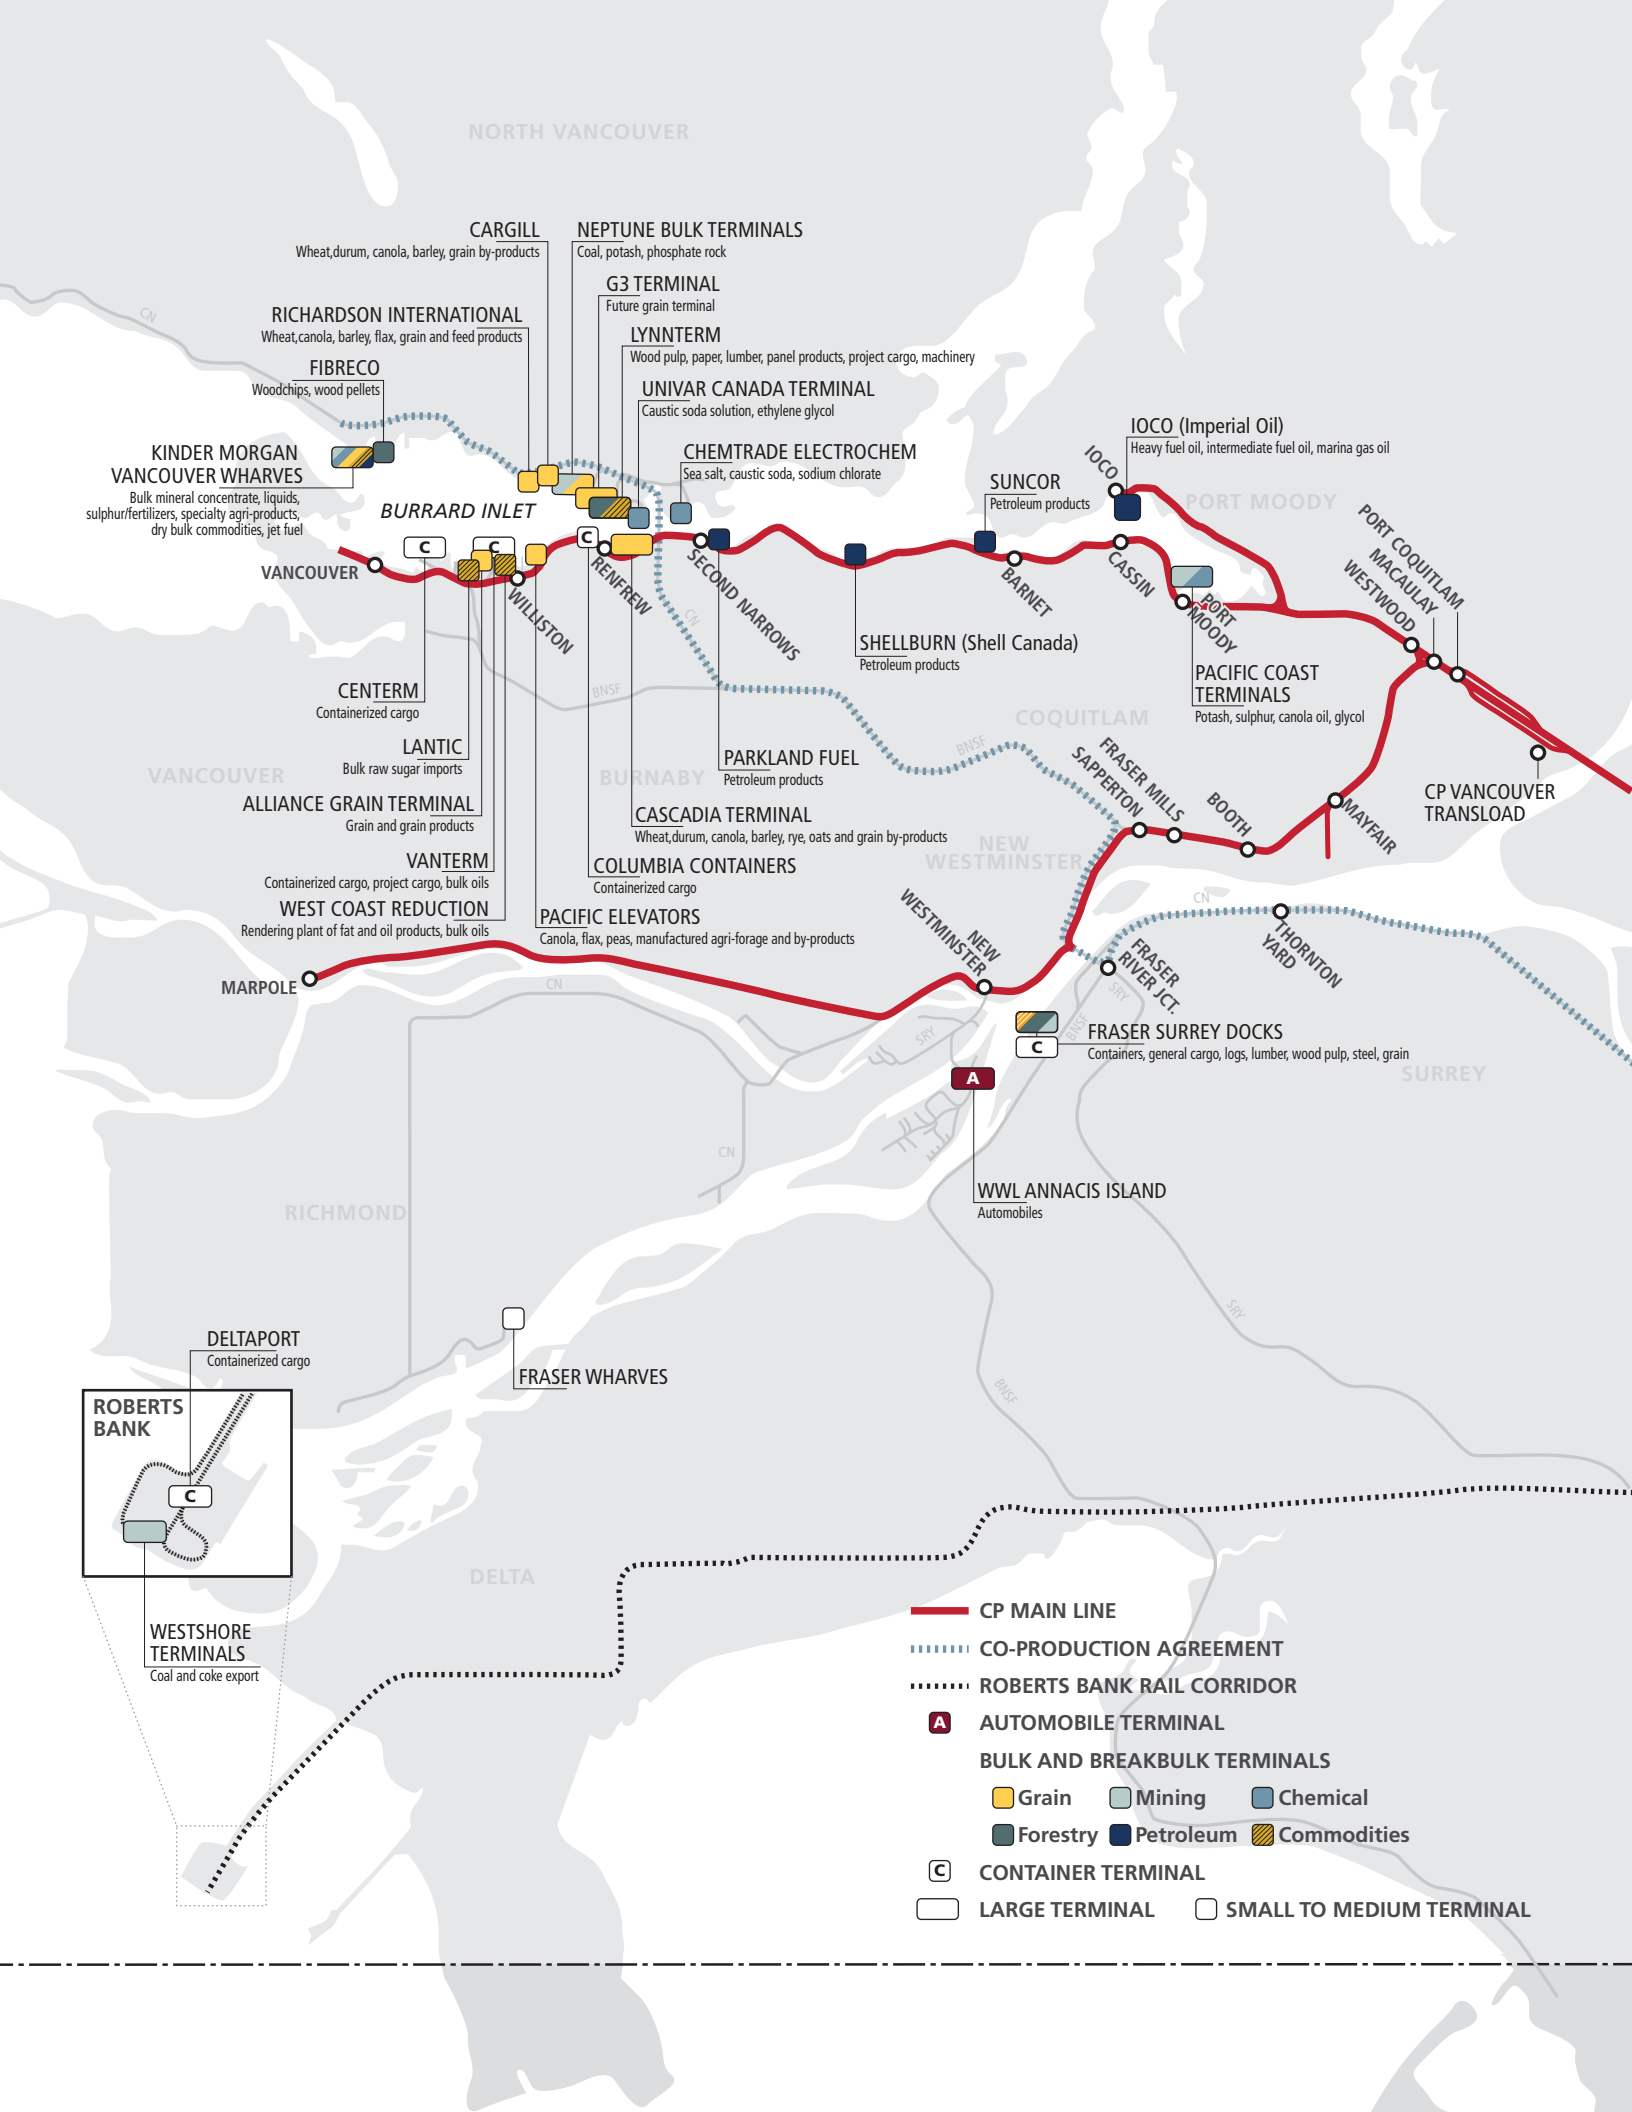 NORTH VANCOUVER
CARGILL
Wheat,durum, canola, barley, grain by-products
NEPTUNE BULK TERMINALS
Coal, potash, phosphate rock
G3 TERMINAL
Future grain terminal
CN
RICHARDSON INTERNATIONAL
Wheat,canola, barley, flax, grain and feed products
LYNNTERM
Wood pulp, paper, lumber, panel products, project cargo, machinery
FIBRECO
Woodchips, wood pellets
UNIVAR CANADA TERMINAL
Caustic soda solution, ethylene glycol
IOCO (Imperial Oil)
Heavy fuel oil, intermediate fuel oil, marina gas oil
KINDER MORGAN
VANCOUVER WHARVES
Bulk mineral concentrate, liquids,
sulphur/fertilizers, specialty agri-products,
dry bulk commodities, jet fuel
CHEMTRADE ELECTROCHEM
Sea salt, caustic soda, sodium chlorate
SUNCOR
Petroleum products
IOCO
PORT MOODY
BURRARD INLET
PORT COQUITLAM
MACAULAY
WESTWOOD
C
C
C
VANCOUVER
WILLISTON
RENFREW
SECOND NARROWS
BARNET
CASSIN
PORT
MOODY
CN
SHELLBURN (Shell Canada)
Petroleum products
PACIFIC COAST
TERMINALS
Potash, sulphur, canola oil, glycol
CENTERM
Containerized cargo
BNSF
COQUITLAM
BNSF
LANTIC
Bulk raw sugar imports
VANCOUVER
BURNABY
PARKLAND FUEL
Petroleum products
FRASER MILLS
SAPPERTON
BOOTH
MAYFAIR
CP VANCOUVER
TRANSLOAD
ALLIANCE GRAIN TERMINAL
Grain and grain products
CASCADIA TERMINAL
Wheat,durum, canola, barley, rye, oats and grain by-products
NEW
WESTMINSTER
VANTERM
Containerized cargo, project cargo, bulk oils
COLUMBIA CONTAINERS
Containerized cargo
WEST COAST REDUCTION
Rendering plant of fat and oil products, bulk oils
PACIFIC ELEVATORS
Canola, flax, peas, manufactured agri-forage and by-products
CN
NEW
WESTMINSTER
FRASER
RIVER JCT.
THORNTON
YARD
MARPOLE
CN
SRY
SRY
BNSF
C
FRASER SURREY DOCKS
Containers, general cargo, logs, lumber, wood pulp, steel, grain
SURREY
A
CN
WWL ANNACIS ISLAND
Automobiles
RICHMOND
SRY
DELTAPORT
Containerized cargo
FRASER WHARVES
BNSF
ROBERTS
BANK
C
DELTA
WESTSHORE
TERMINALS
Coal and coke export
CP MAIN LINE
CO-PRODUCTION AGREEMENT
ROBERTS BANK RAIL CORRIDOR
A AUTOMOBILE TERMINAL
BULK AND BREAKBULK TERMINALS
Grain Mining Chemical
Forestry Petroleum Commodities
C CONTAINER TERMINAL
LARGE TERMINAL SMALL TO MEDIUM TERMINAL